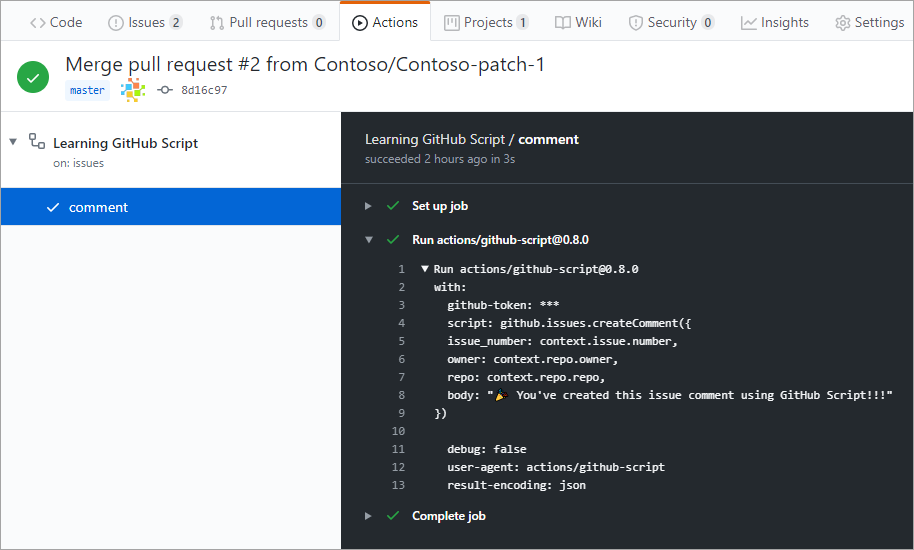 Code Issues 2 Pull requests 0 Actions Projects 1 Wiki Security 0 Insights Settings
Merge pull request #2 from Contoso/Contoso-patch-1
master 8d16c97
Learning GitHub Script
on: issues
comment
Learning GitHub Script / comment
succeeded 2 hours ago in 3s
Set up job
Run actions/github-script@0.8.0
1 ▼ Run actions/github-script@0.8.0
2 with:
3 github-token: ***
4 script: github.issues.createComment({
5 issue_number: context.issue.number,
6 owner: context.repo.owner,
7 repo: context.repo.repo,
8 body: "🎉 You've created this issue comment using GitHub Script!!!"
9 })
10
11 debug: false
12 user-agent: actions/github-script
13 result-encoding: json
Complete job